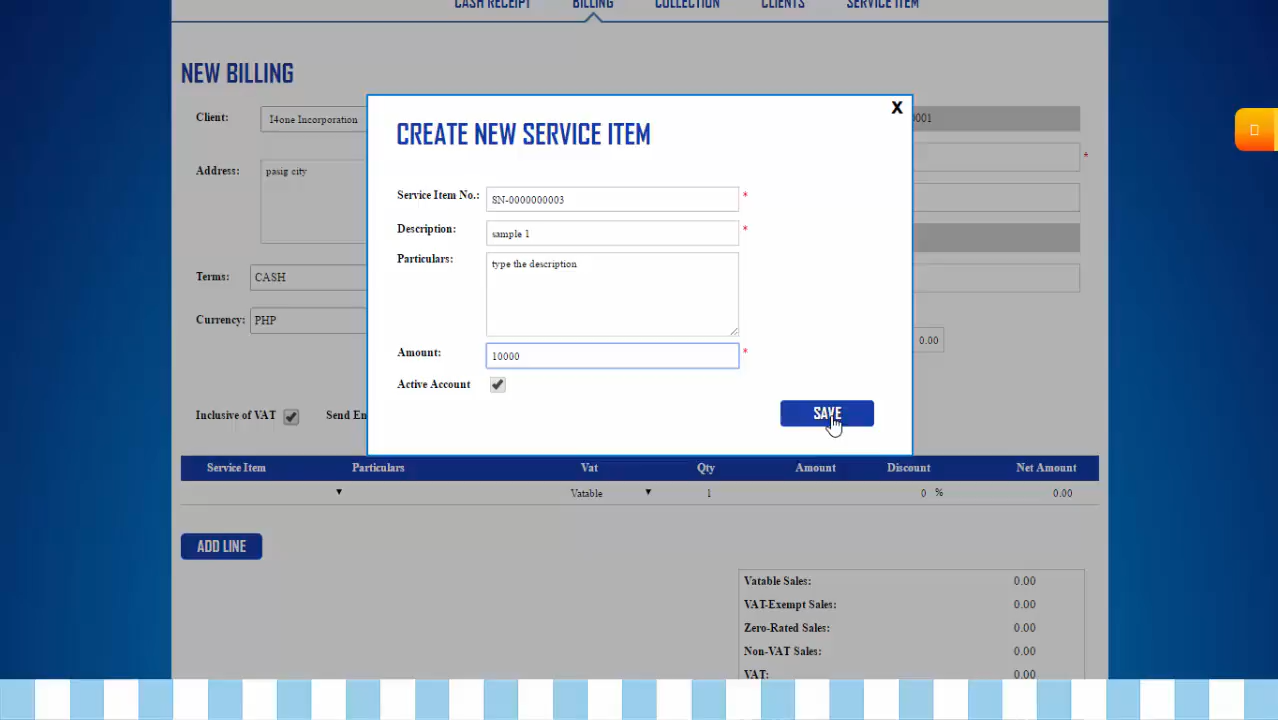 CASH RECEIPT BILLING COLLECTION CLIENTS SERVICE ITEM
NEW BILLING
Client: I4one Incorporation
0001
Address: pasig city
Terms: CASH
Currency: PHP
0.00
Inclusive of VAT Send
X
CREATE NEW SERVICE ITEM
Service Item No.: SN-0000000003 *
Description: sample 1 *
Particulars: type the description
Amount: 10000 *
Active Account
SAVE
*
Service Item Particulars Vat Qty Amount Discount Net Amount
Vatable 1 0 % 0.00
ADD LINE
Vatable Sales: 0.00
VAT-Exempt Sales: 0.00
Zero-Rated Sales: 0.00
Non-VAT Sales: 0.00
VAT: 0.00